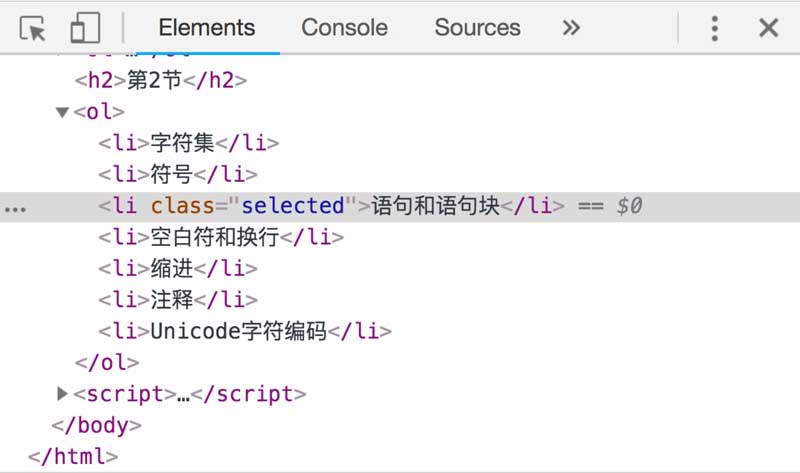 Elements Console Sources »
<h2>第2节</h2>
▼<ol>
<li>字符集</li>
<li>符号</li>
... <li class="selected">语句和语句块</li> == $0
<li>空白符和换行</li>
<li>缩进</li>
<li>注释</li>
<li>Unicode字符编码</li>
</ol>
▶<script>…</script>
</body>
</html>